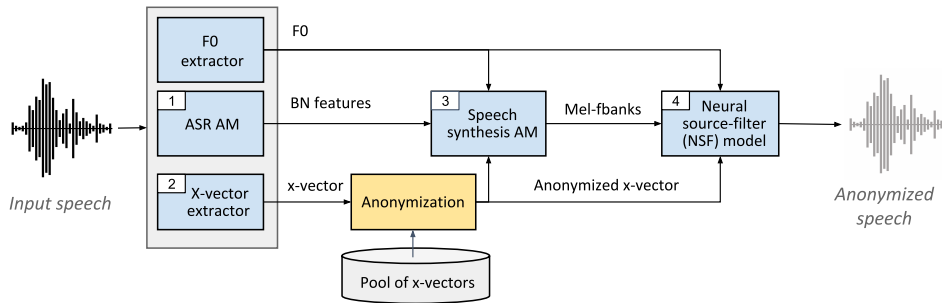 F0
F0
extractor
1
ASR AM
BN features
3
Speech
synthesis AM
Mel-fbanks
4
Neural
source-filter
(NSF) model
Input speech
2
X-vector
extractor
x-vector
Anonymization
Anonymized x-vector
Anonymized
speech
Pool of x-vectors